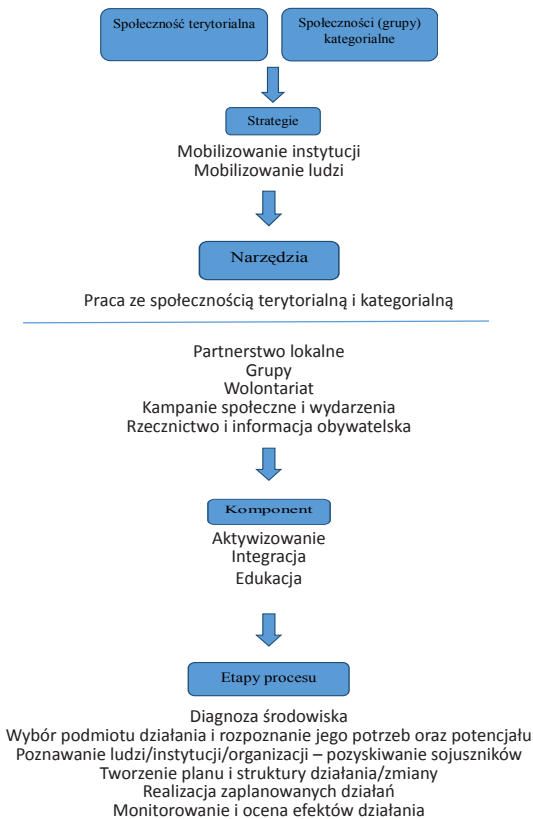 Społeczność terytorialna
Społeczności (grupy)
kategorialne
Strategie
Mobilizowanie instytucji
Mobilizowanie ludzi
Narzędzia
Praca ze społecznością terytorialną i kategorialną
Partnerstwo lokalne
Grupy
Wolontariat
Kampanie społeczne i wydarzenia
Rzecznictwo i informacja obywatelska
Komponent
Aktywizowanie
Integracja
Edukacja
Etapy procesu
Diagnoza środowiska
Wybór podmiotu działania i rozpoznanie jego potrzeb oraz potencjału
Poznawanie ludzi/instytucji/organizacji – pozyskiwanie sojuszników
Tworzenie planu i struktury działania/zmiany
Realizacja zaplanowanych działań
Monitorowanie i ocena efektów działania